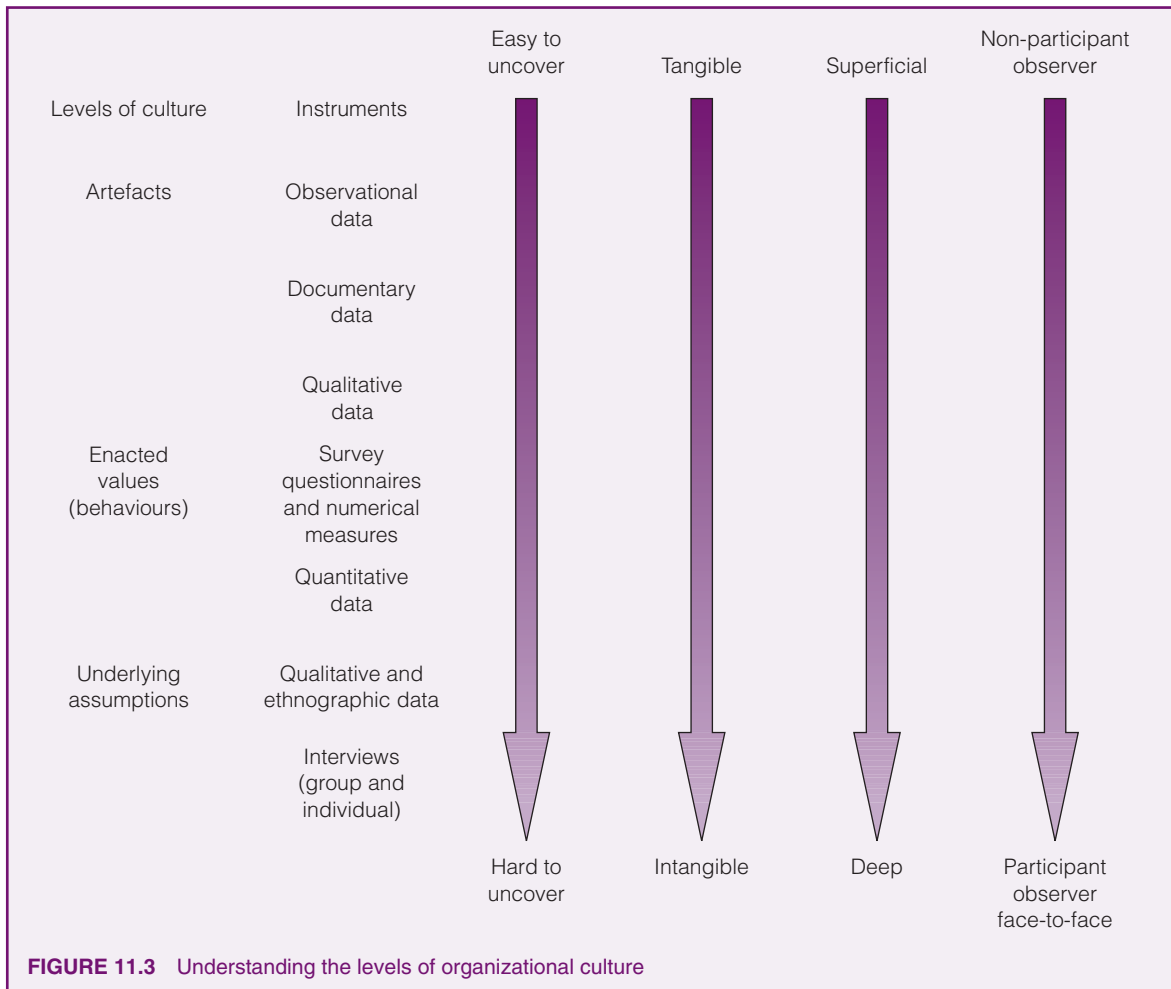 Easy to
uncover
Tangible
Superficial
Non-participant
observer
Levels of culture
Instruments
Artefacts
Observational
data
Documentary
data
Qualitative
data
Enacted
values
(behaviours)
Survey
questionnaires
and numerical
measures
Quantitative
data
Underlying
assumptions
Qualitative and
ethnographic data
Interviews
(group and
individual)
Hard to
uncover
Intangible
Deep
Participant
observer
face-to-face
FIGURE 11.3 Understanding the levels of organizational culture